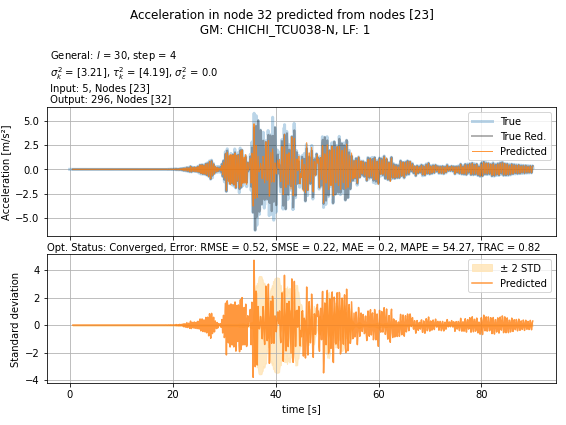 Acceleration in node 32 predicted from nodes [23]
GM: CHICHI_TCU038-N, LF: 1
General: l = 30, step = 4
σ²k = [3.21], τ²k = [4.19], σ²ε = 0.0
Input: 5, Nodes [23]
Output: 296, Nodes [32]
Acceleration [m/s²]
5.0
2.5
0.0
−2.5
−5.0
True
True Red.
Predicted
Opt. Status: Converged, Error: RMSE = 0.52, SMSE = 0.22, MAE = 0.2, MAPE = 54.27, TRAC = 0.82
Standard deviation
4
2
0
−2
−4
± 2 STD
Predicted
0 20 40 60 80
time [s]